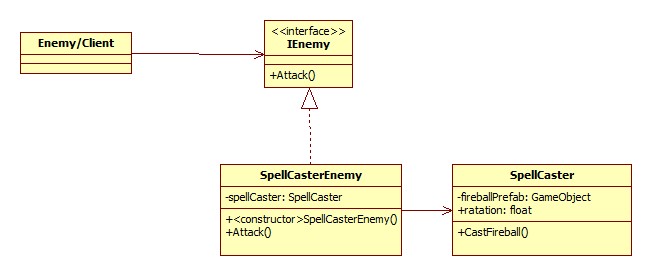 Enemy/Client
<<interface>>
IEnemy
+Attack()
SpellCasterEnemy
-spellCaster: SpellCaster
+<constructor>SpellCasterEnemy()
+Attack()
SpellCaster
-fireballPrefab: GameObject
+ratation: float
+CastFireball()